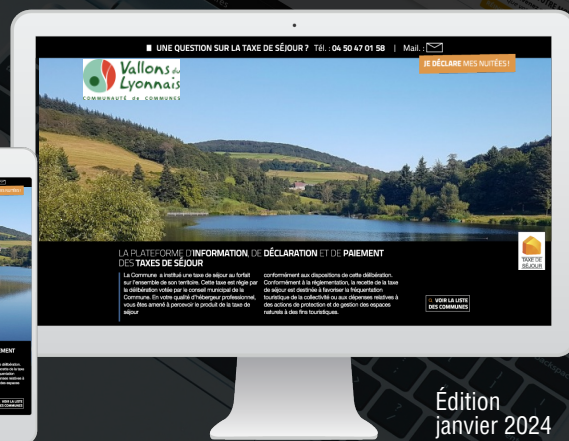 UNE QUESTION SUR LA TAXE DE SÉJOUR ? Tél. : 04 50 47 01 58 | Mail. :
JE DÉCLARE MES NUITÉES !
Vallons du
Lyonnais
COMMUNAUTÉ de COMMUNES
LA PLATEFORME D'INFORMATION, DE DÉCLARATION ET DE PAIEMENT
DES TAXES DE SÉJOUR
La Commune a institué une taxe de séjour au forfait
sur l'ensemble de son territoire. Cette taxe est régie par
la délibération votée par le conseil municipal de la
Commune. En votre qualité d'hébergeur professionnel,
vous êtes amené à percevoir le produit de la taxe de
séjour
conformément aux dispositions de cette délibération.
Conformément à la réglementation, la recette de la taxe
de séjour est destinée à favoriser la fréquentation
touristique de la collectivité ou aux dépenses relatives à
des actions de protection et de gestion des espaces
naturels à des fins touristiques.
TAXE DE
SÉJOUR
VOIR LA LISTE
DES COMMUNES
Édition
janvier 2024